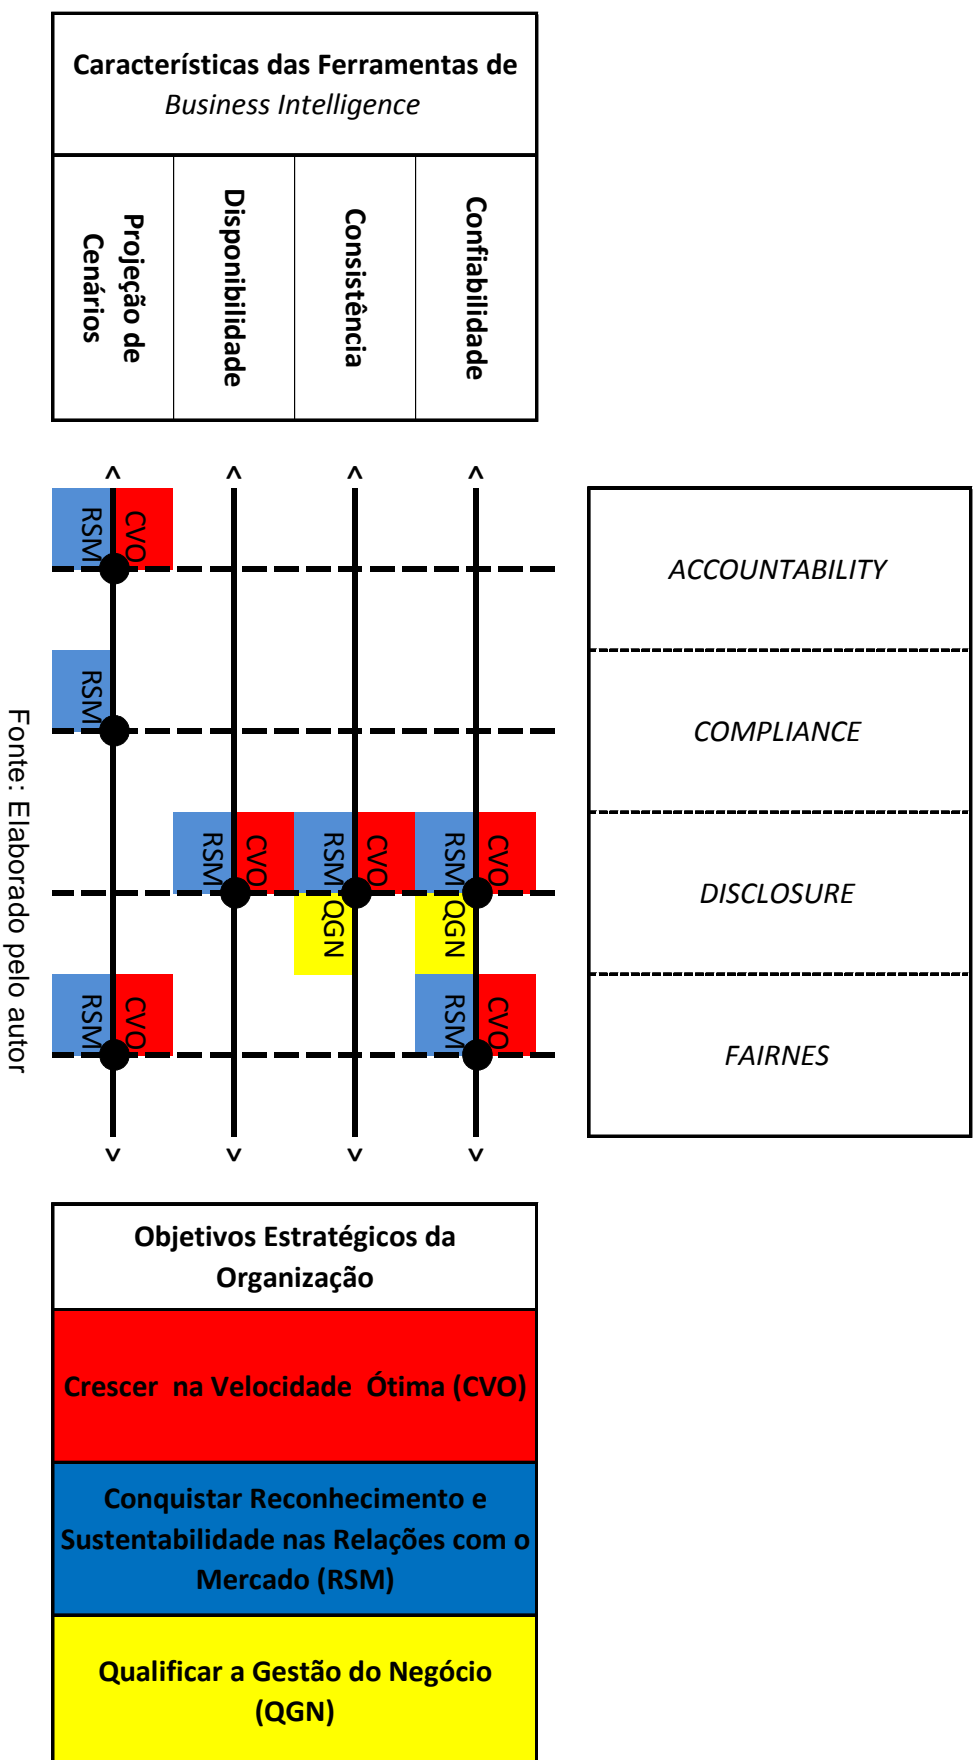 Características das Ferramentas de
Business Intelligence
Projeção de
Cenários
Disponibilidade
Consistência
Confiabilidade
RSM
CVO
ACCOUNTABILITY
RSM
COMPLIANCE
RSM
CVO
RSM
CVO
RSM
CVO
QGN
QGN
DISCLOSURE
RSM
CVO
RSM
CVO
FAIRNES
Objetivos Estratégicos da
Organização
Crescer na Velocidade Ótima (CVO)
Conquistar Reconhecimento e
Sustentabilidade nas Relações com o
Mercado (RSM)
Qualificar a Gestão do Negócio
(QGN)
Fonte: Elaborado pelo autor